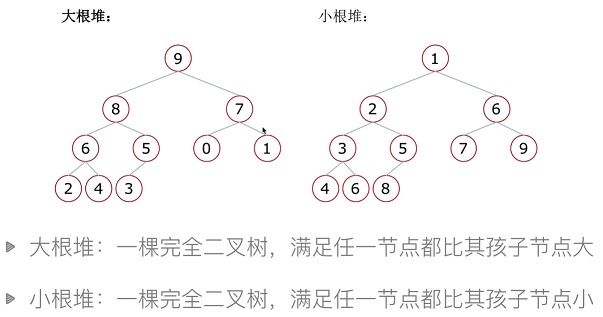 大根堆： 小根堆：
9 1
8 7 2 6
6 5 0 1 3 5 7 9
2 4 3 4 6 8
大根堆：一棵完全二叉树，满足任一节点都比其孩子节点大
小根堆：一棵完全二叉树，满足任一节点都比其孩子节点小